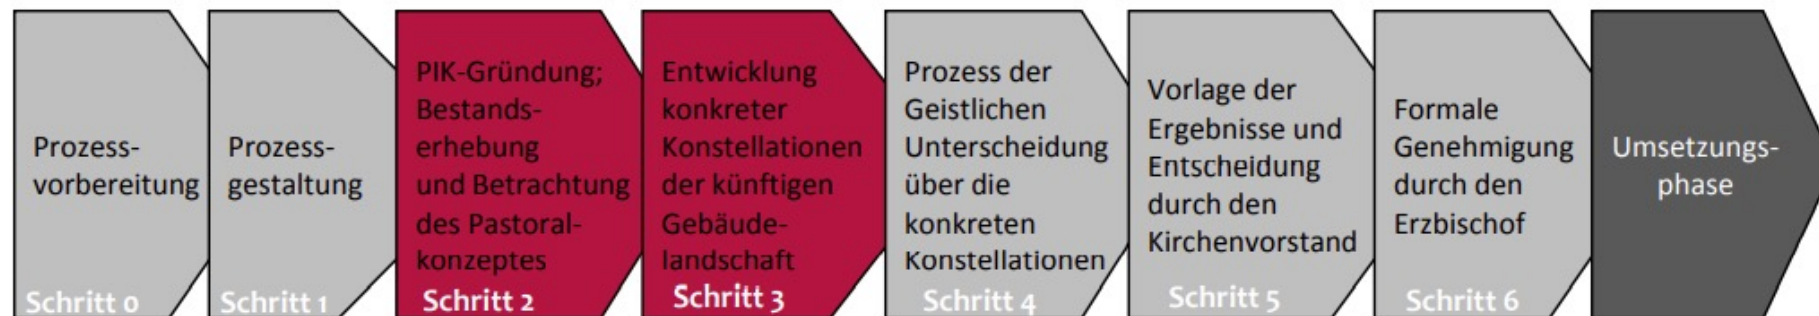 Prozess-
vorbereitung
Schritt 0
Prozess-
gestaltung
Schritt 1
PIK-Gründung;
Bestands-
erhebung
und Betrachtung
des Pastoral-
konzeptes
Schritt 2
Entwicklung
konkreter
Konstellationen
der künftigen
Gebäude-
landschaft
Schritt 3
Prozess der
Geistlichen
Unterscheidung
über die
konkreten
Konstellationen
Schritt 4
Vorlage der
Ergebnisse und
Entscheidung
durch den
Kirchenvorstand
Schritt 5
Formale
Genehmigung
durch den
Erzbischof
Schritt 6
Umsetzungs-
phase